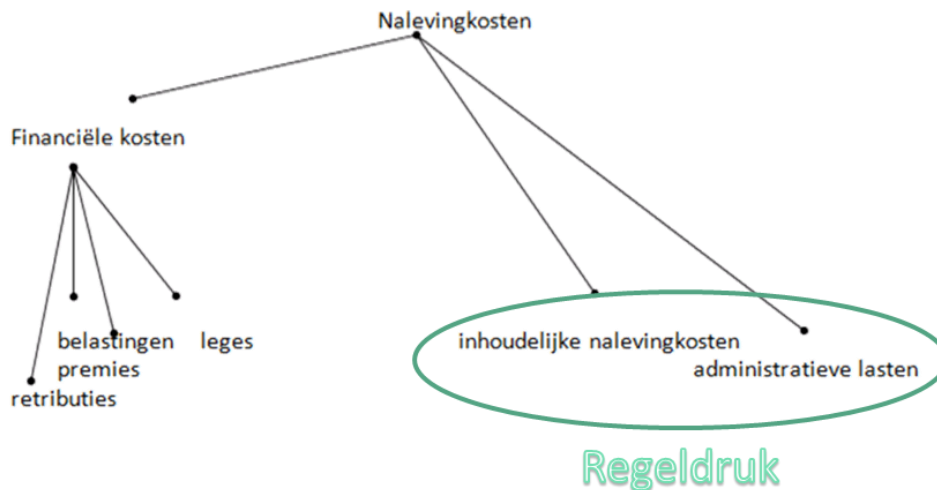 Nalevingkosten
Financiële kosten
belastingen leges
premies
retributies
inhoudelijke nalevingkosten
administratieve lasten
Regeldruk